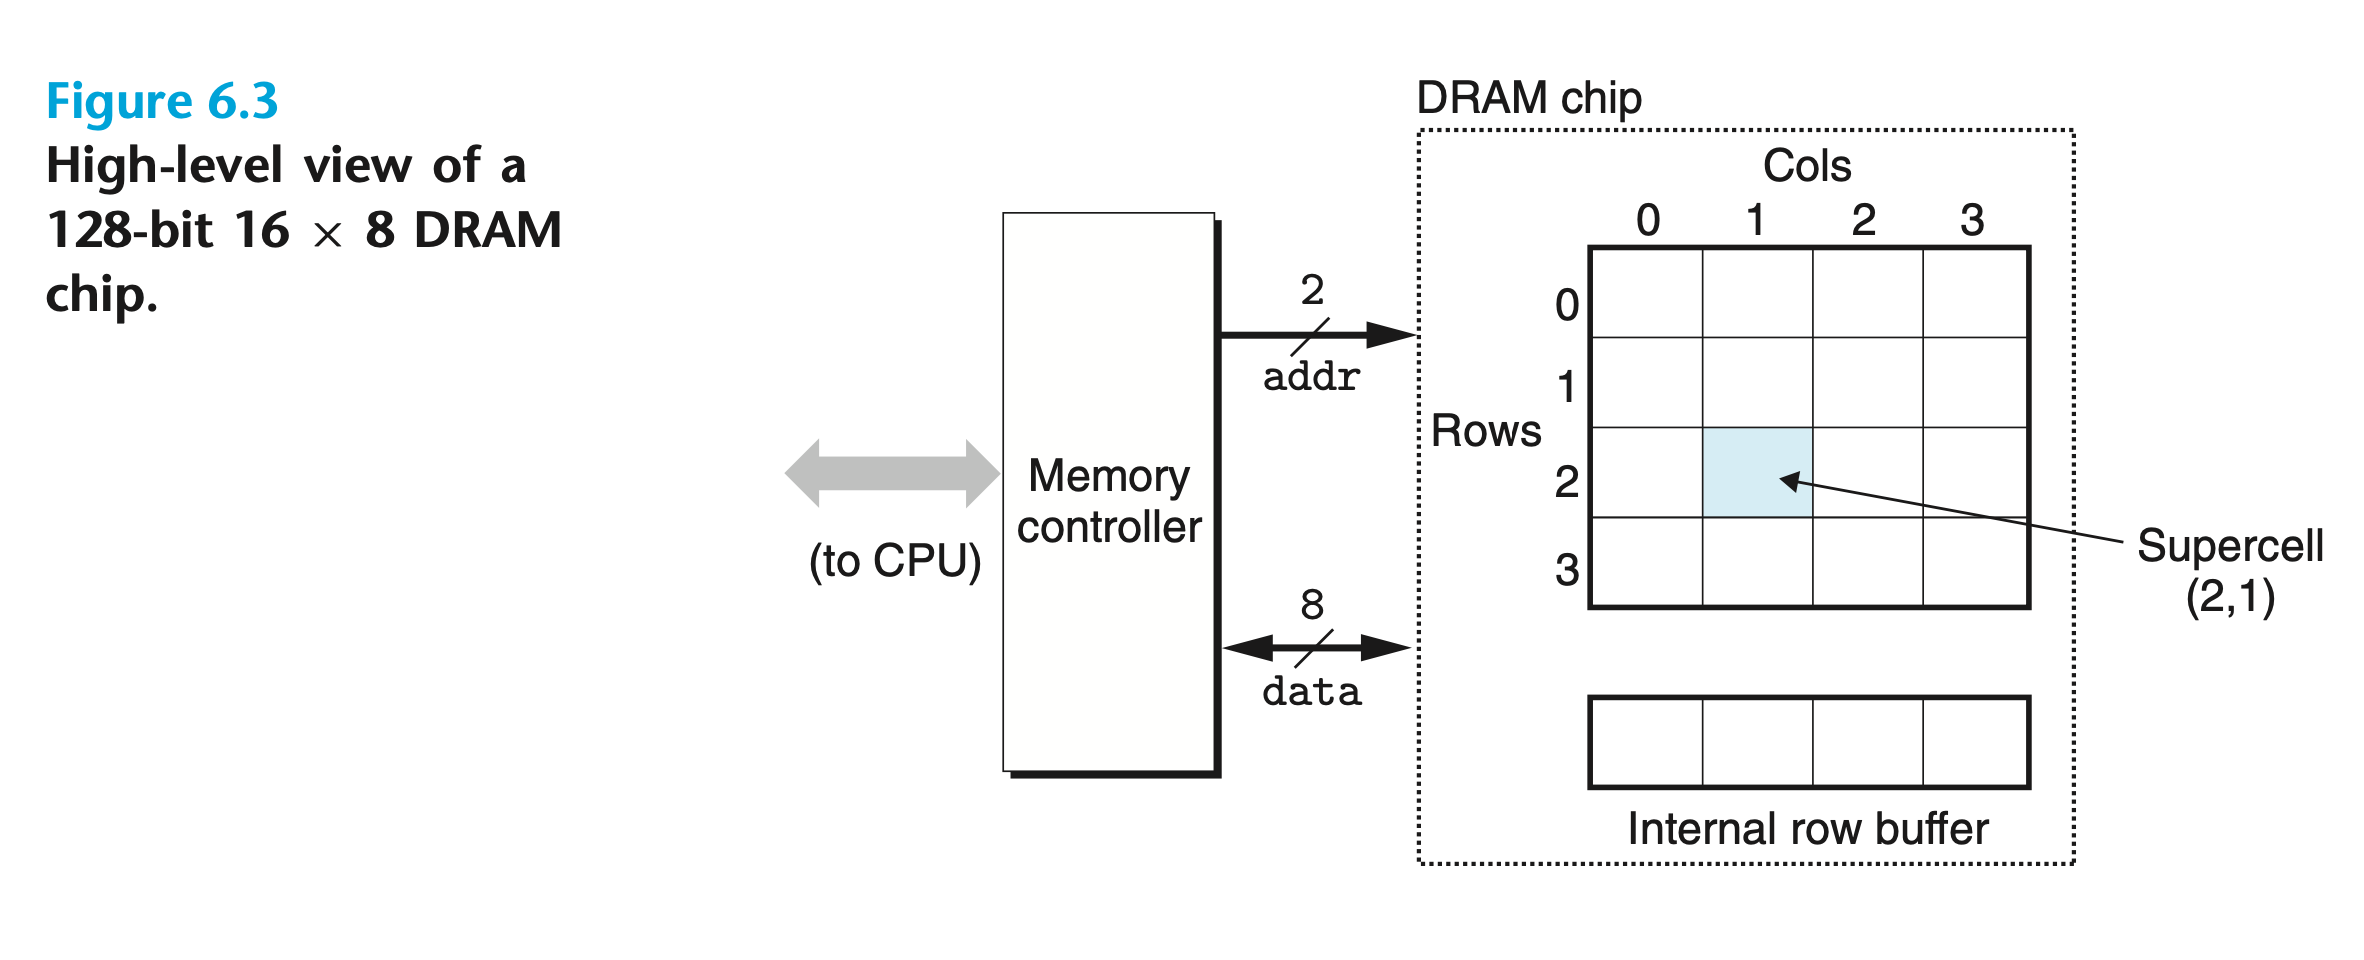 Figure 6.3
High-level view of a
128-bit 16 × 8 DRAM
chip.
DRAM chip
Cols
0 1 2 3
0
1
Rows
2
3
2
addr
Memory
controller
(to CPU)
8
data
Supercell
(2,1)
Internal row buffer